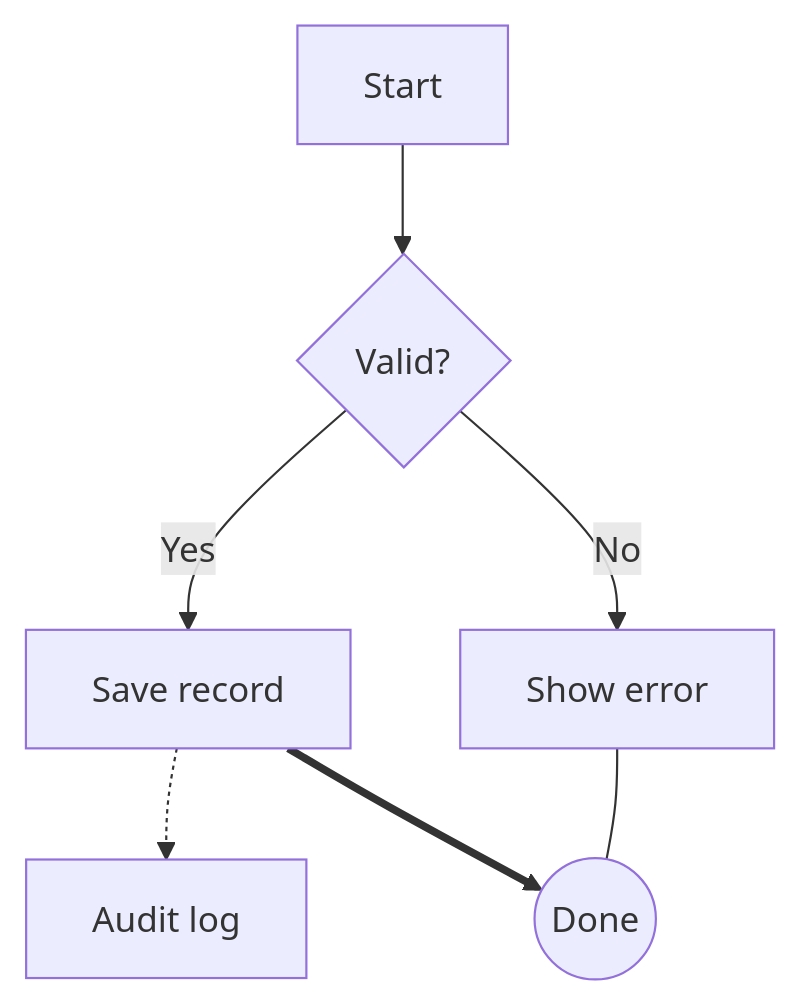 Start
Valid?
Yes
No
Save record
Show error
Audit log
Done